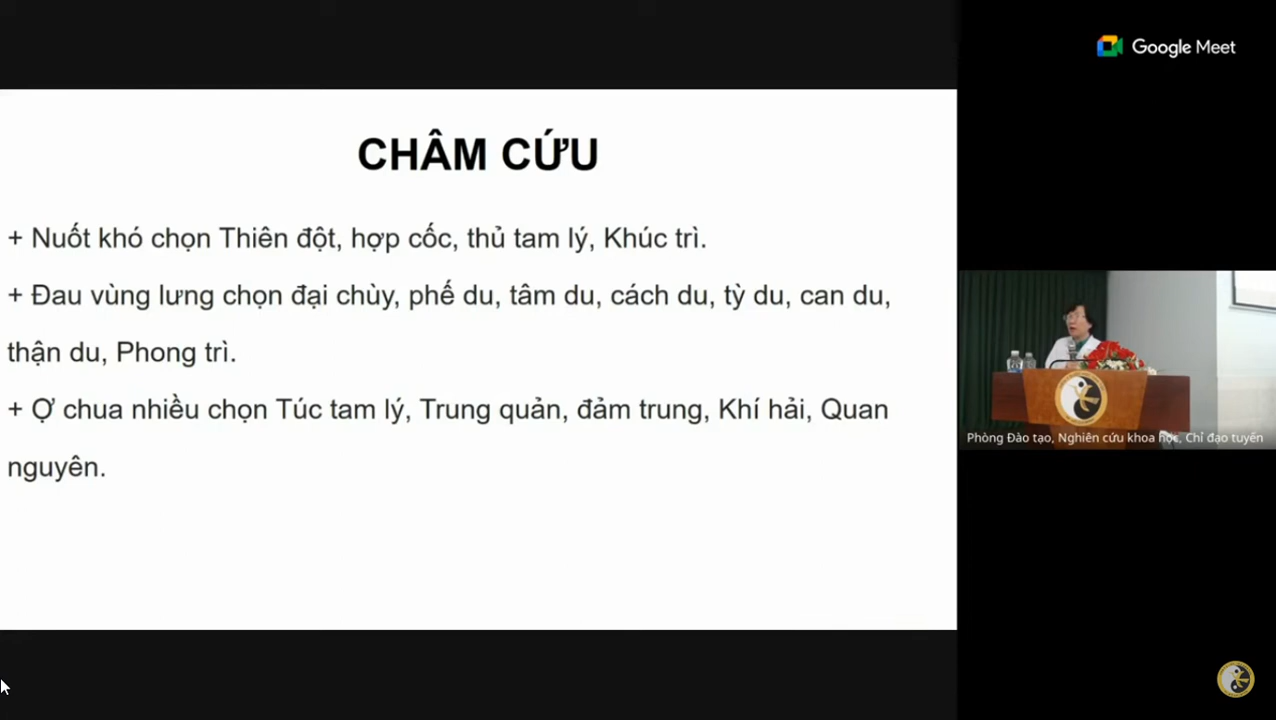 Google Meet
CHÂM CỨU
+ Nuốt khó chọn Thiên đột, hợp cốc, thủ tam lý, Khúc trì.
+ Đau vùng lưng chọn đại chùy, phế du, tâm du, cách du, tỳ du, can du,
thận du, Phong trì.
+ Ợ chua nhiều chọn Túc tam lý, Trung quản, đảm trung, Khí hải, Quan
nguyên.
Phòng Đào tạo, Nghiên cứu khoa học, Chỉ đạo tuyến